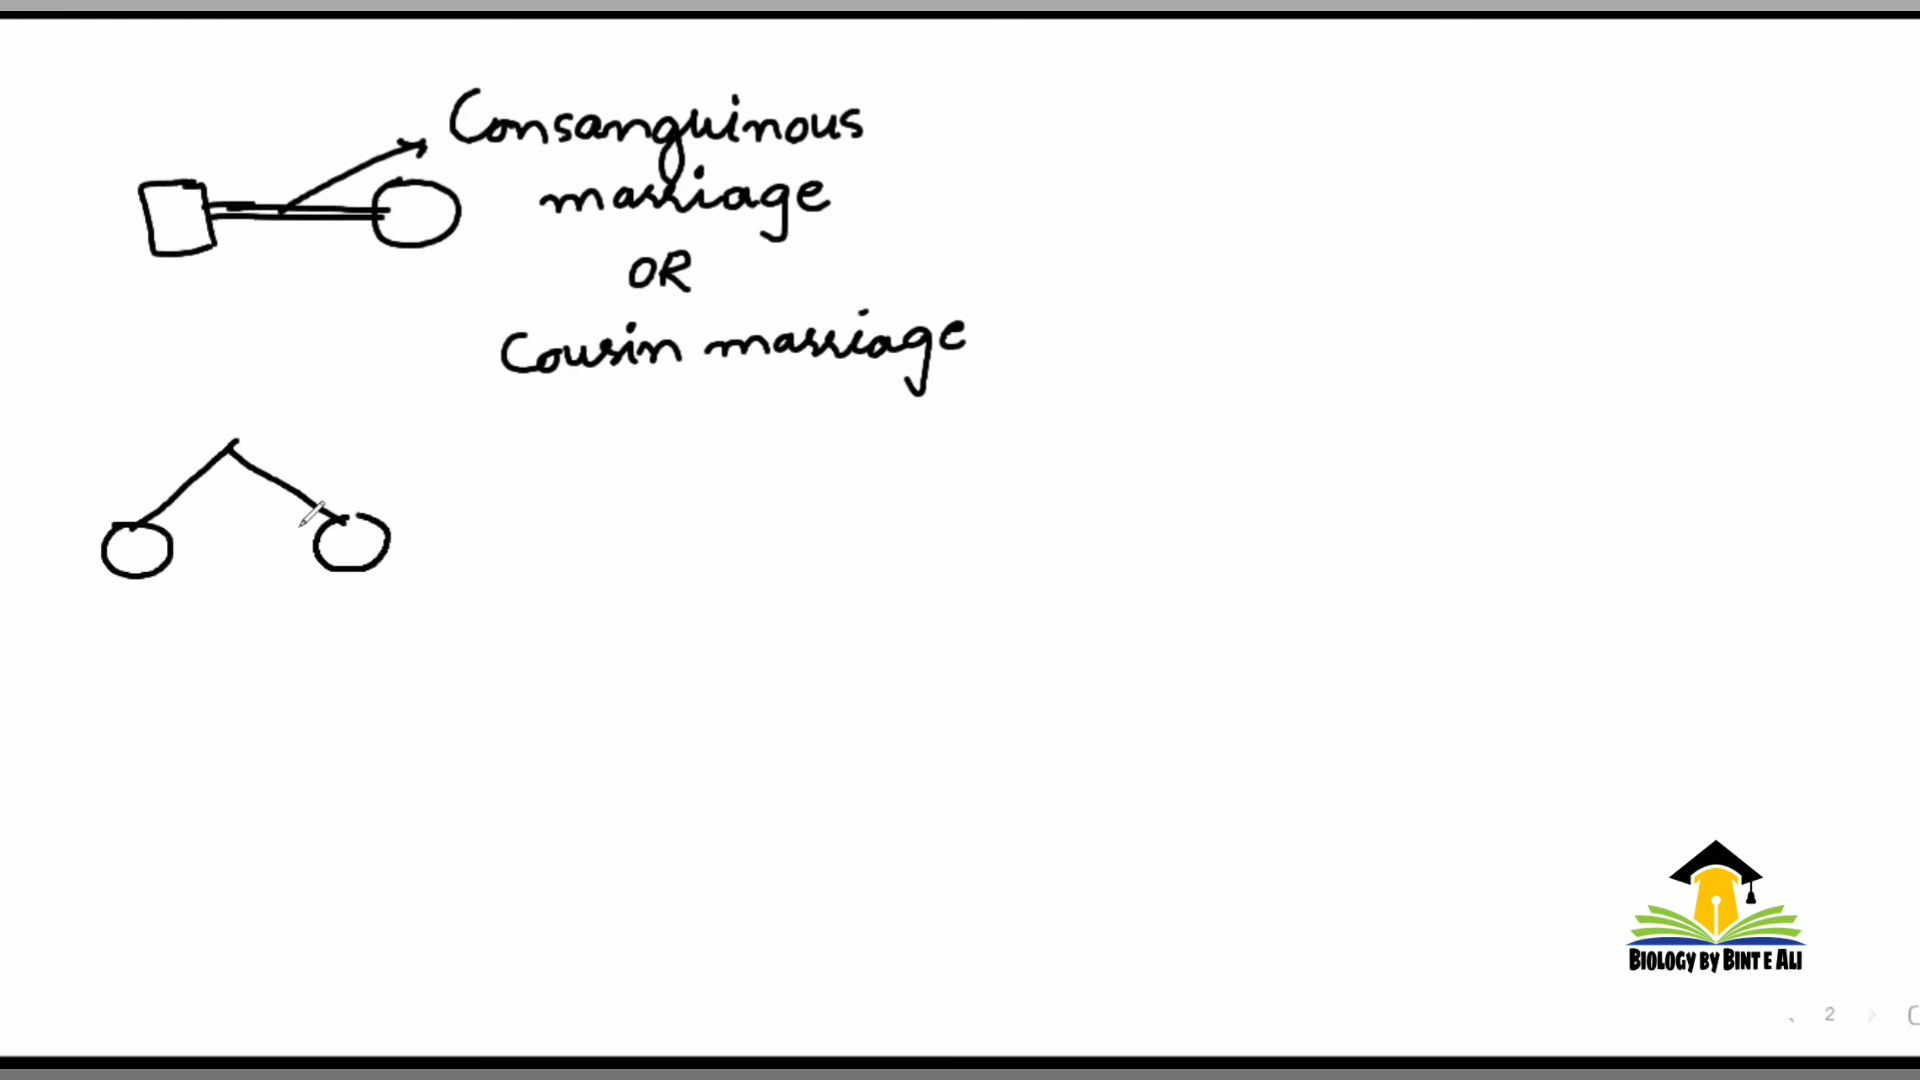 Consanguinous
marriage
OR
Cousin marriage
BIOLOGY BY BINT E ALI
2